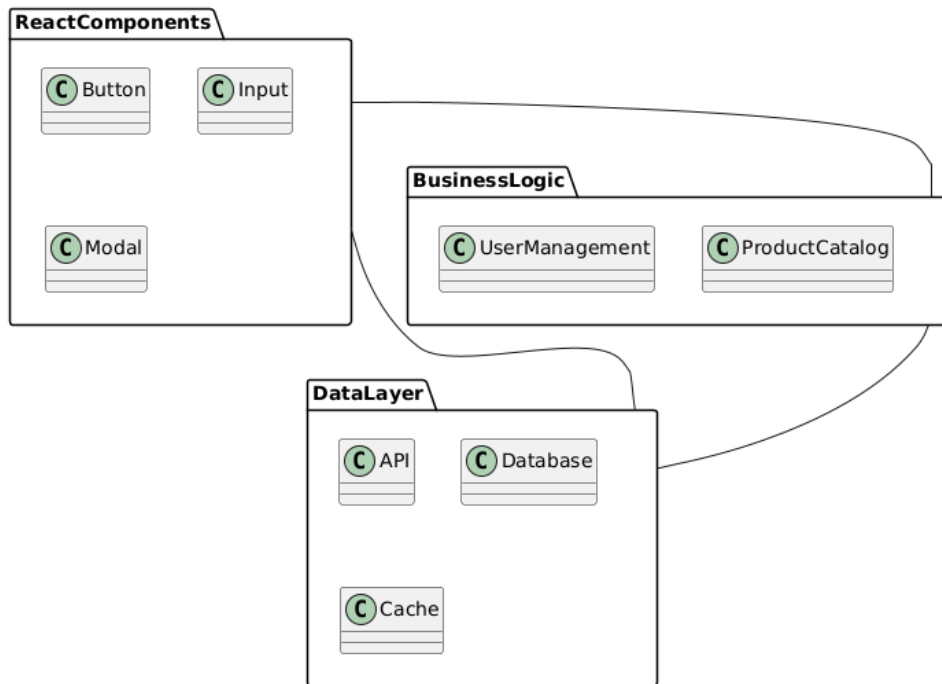 ReactComponents
C Button
C Input
C Modal
BusinessLogic
C UserManagement
C ProductCatalog
DataLayer
C API
C Database
C Cache